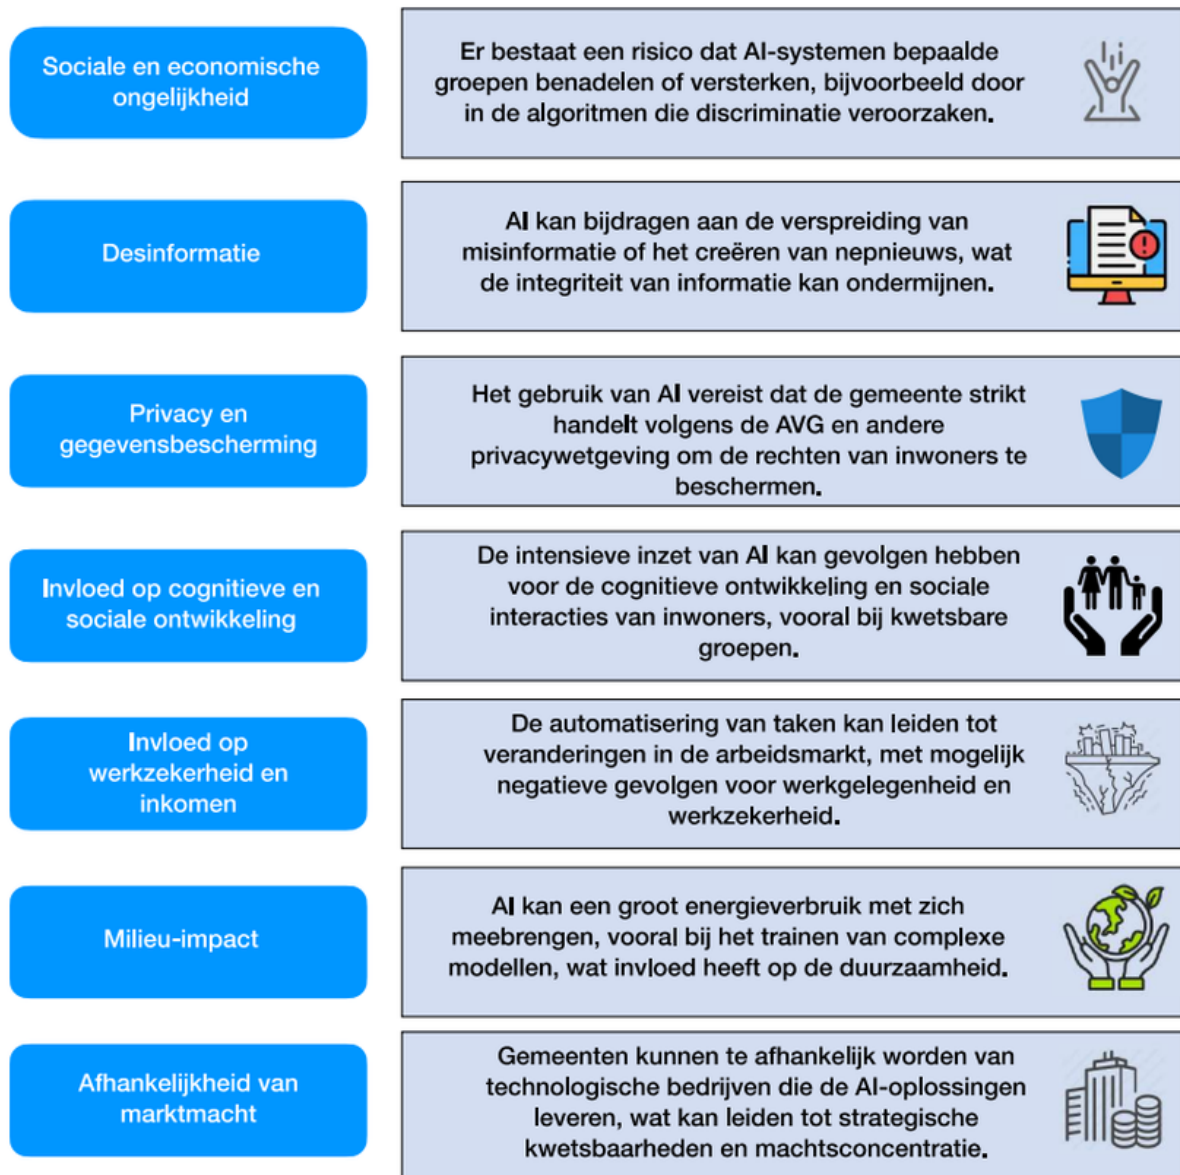 Sociale en economische
ongelijkheid
Er bestaat een risico dat AI-systemen bepaalde
groepen benadelen of versterken, bijvoorbeeld door
in de algoritmen die discriminatie veroorzaken.
Desinformatie
AI kan bijdragen aan de verspreiding van
misinformatie of het creëren van nepnieuws, wat
de integriteit van informatie kan ondermijnen.
Privacy en
gegevensbescherming
Het gebruik van AI vereist dat de gemeente strikt
handelt volgens de AVG en andere
privacywetgeving om de rechten van inwoners te
beschermen.
Invloed op cognitieve en
sociale ontwikkeling
De intensieve inzet van AI kan gevolgen hebben
voor de cognitieve ontwikkeling en sociale
interacties van inwoners, vooral bij kwetsbare
groepen.
Invloed op
werkzekerheid en
inkomen
De automatisering van taken kan leiden tot
veranderingen in de arbeidsmarkt, met mogelijk
negatieve gevolgen voor werkgelegenheid en
werkzekerheid.
Milieu-impact
AI kan een groot energieverbruik met zich
meebrengen, vooral bij het trainen van complexe
modellen, wat invloed heeft op de duurzaamheid.
Afhankelijkheid van
marktmacht
Gemeenten kunnen te afhankelijk worden van
technologische bedrijven die de AI-oplossingen
leveren, wat kan leiden tot strategische
kwetsbaarheden en machtsconcentratie.